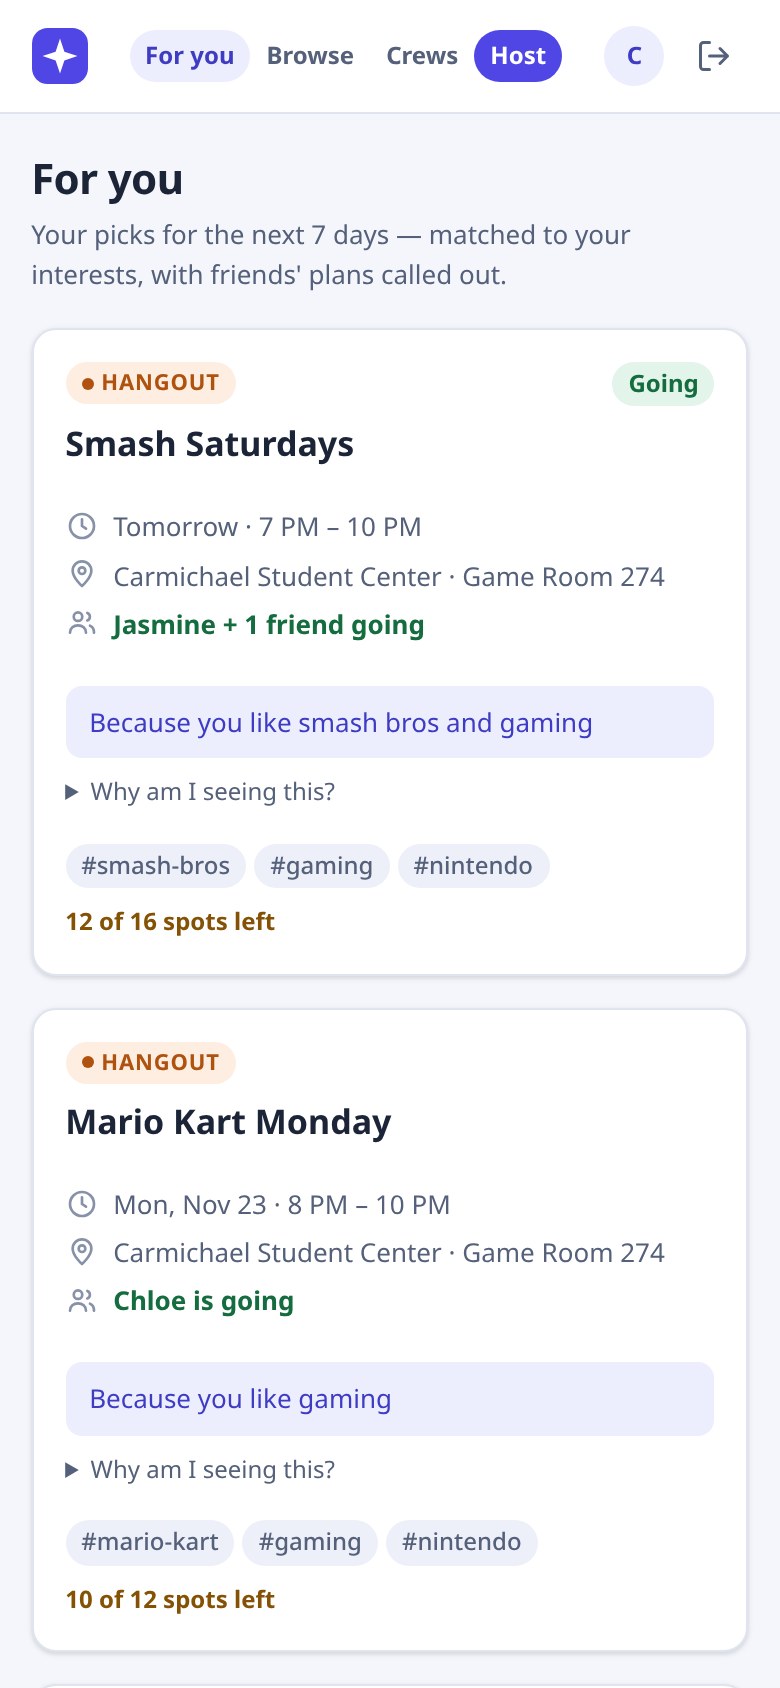 For you Browse Crews Host C
For you
Your picks for the next 7 days — matched to your
interests, with friends' plans called out.
HANGOUT Going
Smash Saturdays
Tomorrow · 7 PM – 10 PM
Carmichael Student Center · Game Room 274
Jasmine + 1 friend going
Because you like smash bros and gaming
Why am I seeing this?
#smash-bros #gaming #nintendo
12 of 16 spots left
HANGOUT
Mario Kart Monday
Mon, Nov 23 · 8 PM – 10 PM
Carmichael Student Center · Game Room 274
Chloe is going
Because you like gaming
Why am I seeing this?
#mario-kart #gaming #nintendo
10 of 12 spots left